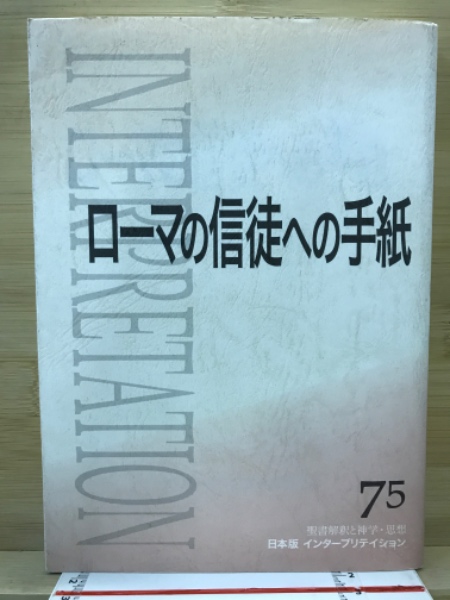 INTERPRETATION
ローマの信徒への手紙
75
聖書解釈と神学・思想
日本版 インタープリテイション